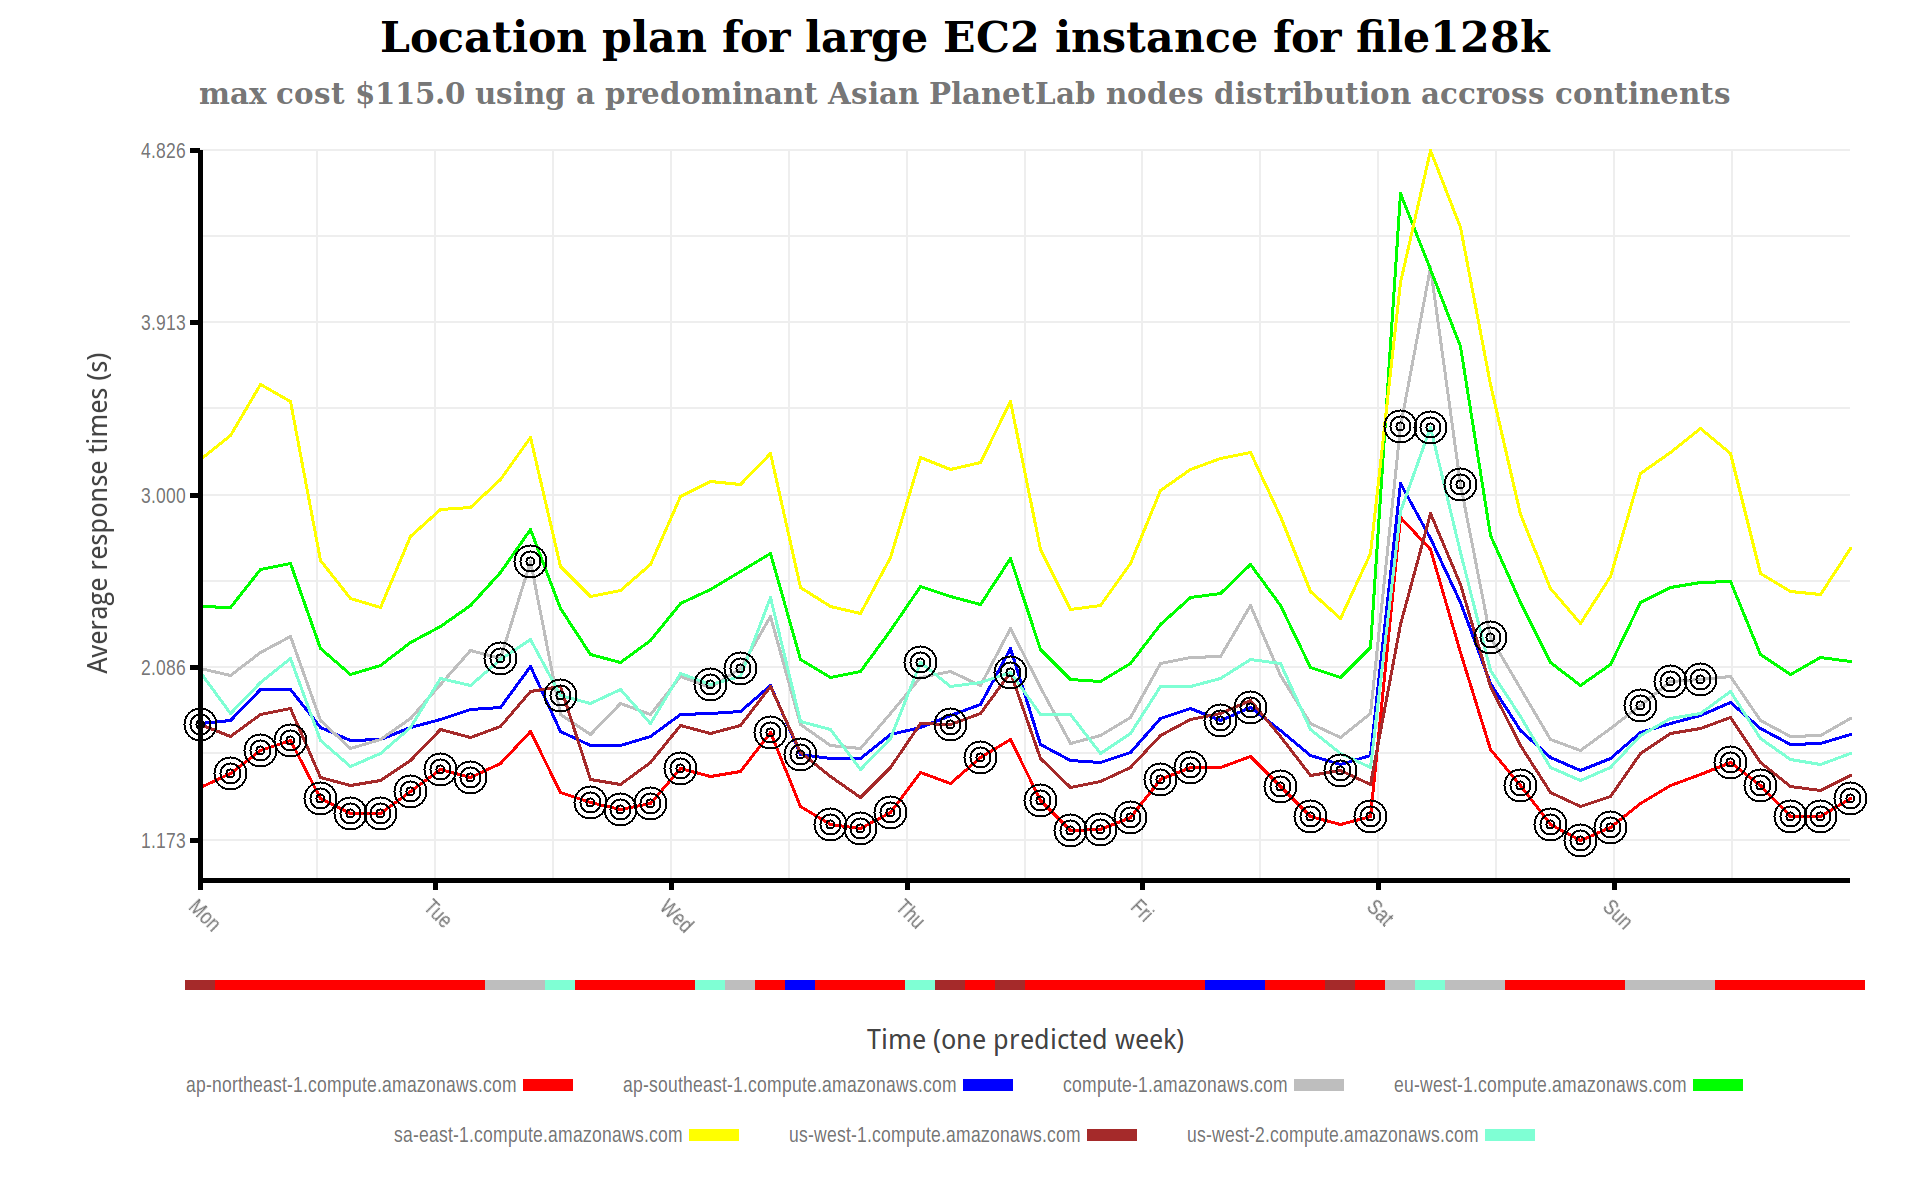 Location plan for large EC2 instance for file128k
max cost $115.0 using a predominant Asian PlanetLab nodes distribution accross continents
4.826
3.913
3.000
2.086
1.173
Average response times (s)
Mon Tue Wed Thu Fri Sat Sun
Time (one predicted week)
ap-northeast-1.compute.amazonaws.com ap-southeast-1.compute.amazonaws.com compute-1.amazonaws.com eu-west-1.compute.amazonaws.com
sa-east-1.compute.amazonaws.com us-west-1.compute.amazonaws.com us-west-2.compute.amazonaws.com